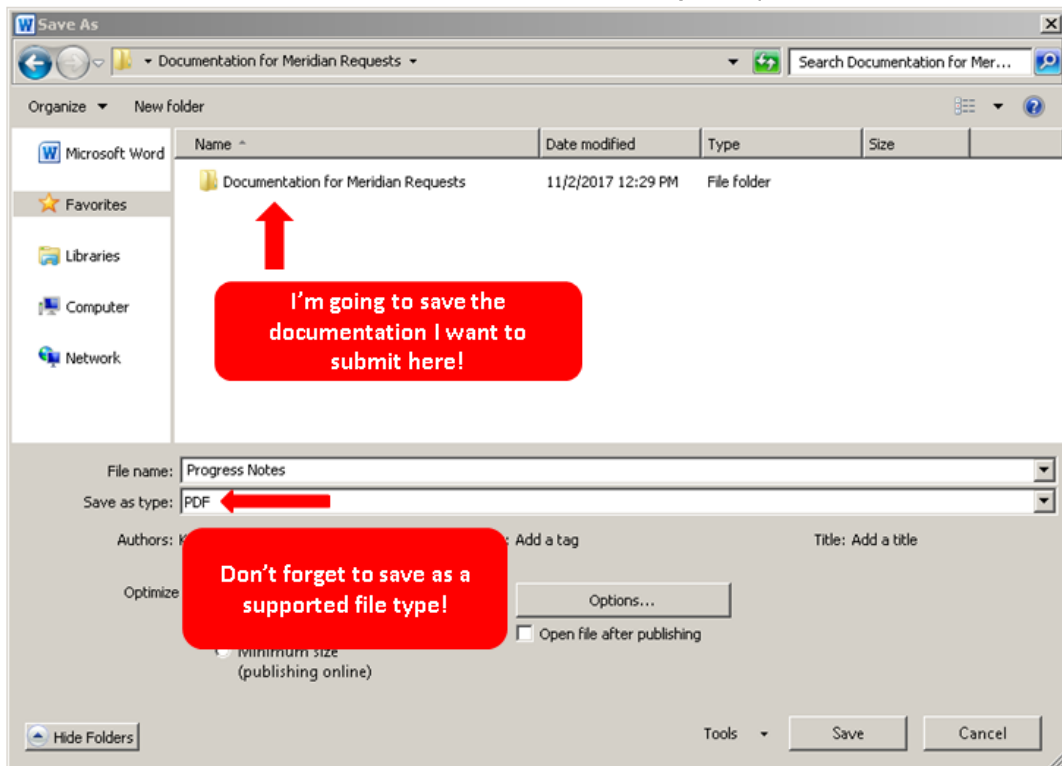 Save As
Documentation for Meridian Requests
Search Documentation for Mer...
Organize New folder
Name Date modified Type Size
Microsoft Word
Documentation for Meridian Requests 11/2/2017 12:29 PM File folder
Favorites
Libraries
Computer
Network
I'm going to save the
documentation I want to
submit here!
File name: Progress Notes
Save as type: PDF
Authors: Add a tag Title: Add a title
Don't forget to save as a
supported file type!
Optimize
Options...
Open file after publishing
Minimum size
(publishing online)
Hide Folders Tools Save Cancel